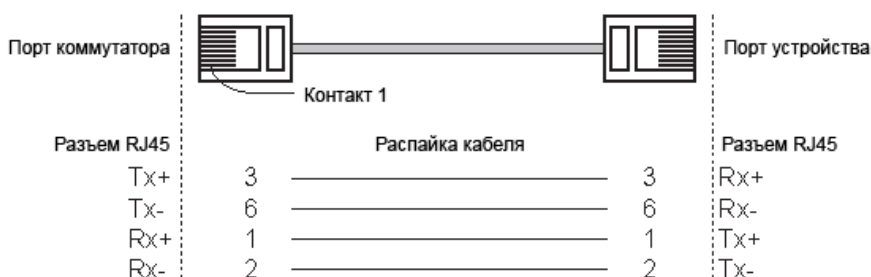 Порт коммутатора
Порт устройства
Контакт 1
Разъем RJ45 Распайка кабеля Разъем RJ45
Tx+ 3 3 Rx+
Tx- 6 6 Rx-
Rx+ 1 1 Tx+
Rx- 2 2 Tx-